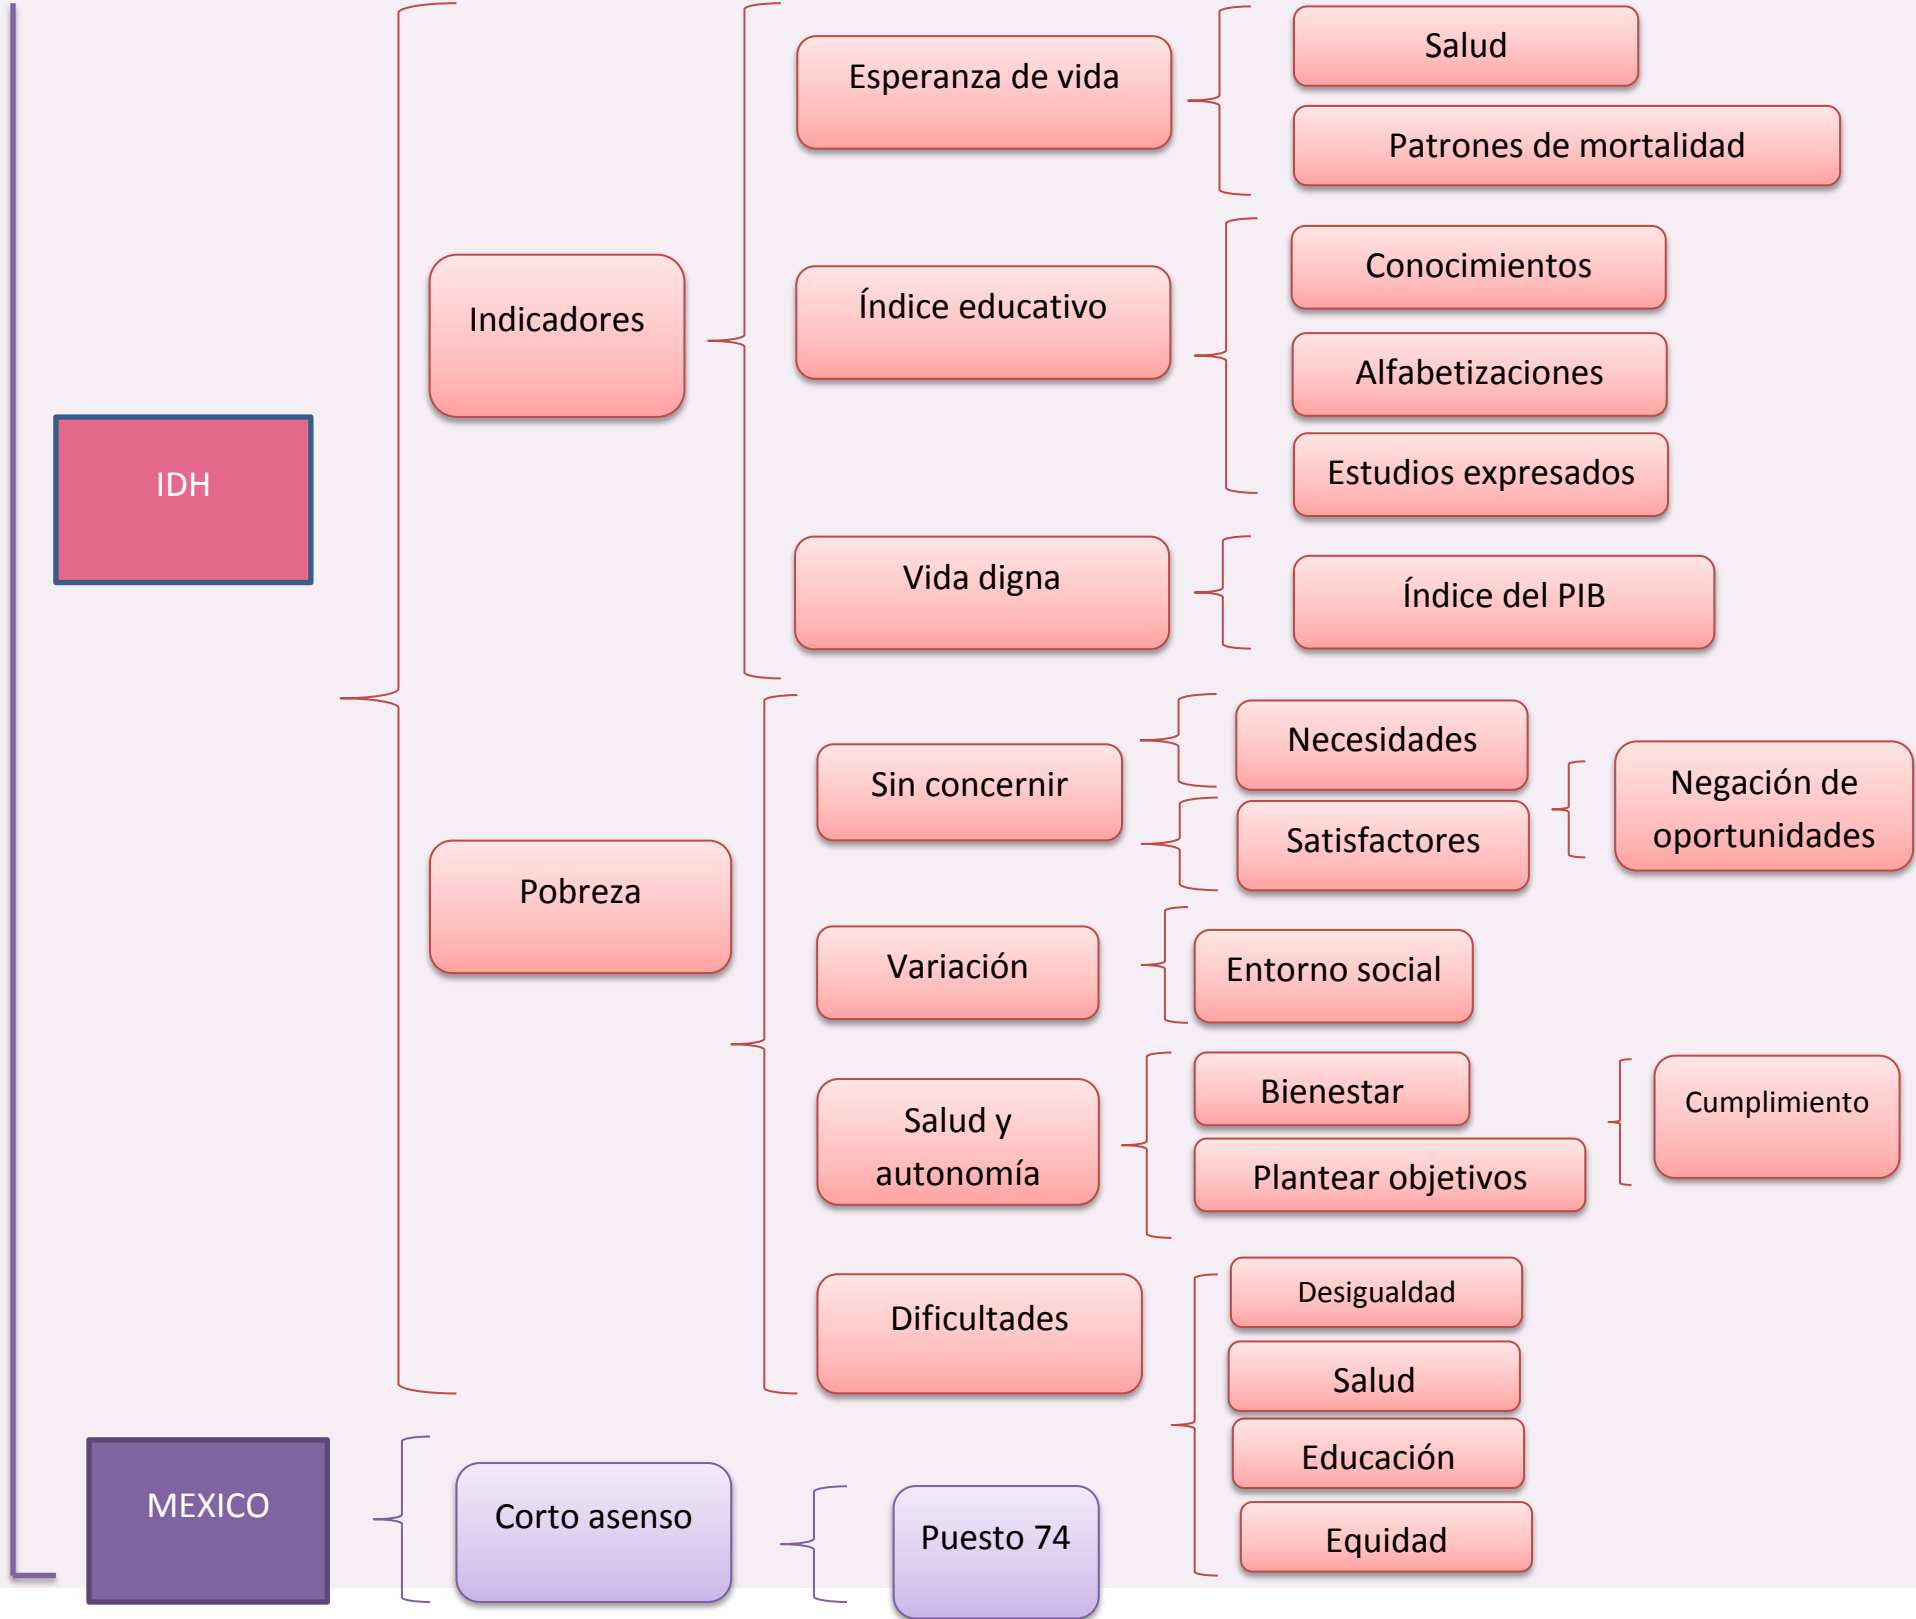 IDH
Indicadores
Esperanza de vida
Salud
Patrones de mortalidad
Índice educativo
Conocimientos
Alfabetizaciones
Estudios expresados
Vida digna
Índice del PIB
Pobreza
Sin concernir
Necesidades
Satisfactores
Negación de
oportunidades
Variación
Entorno social
Salud y
autonomía
Bienestar
Plantear objetivos
Cumplimiento
Dificultades
Desigualdad
Salud
Educación
Equidad
MEXICO
Corto asenso
Puesto 74